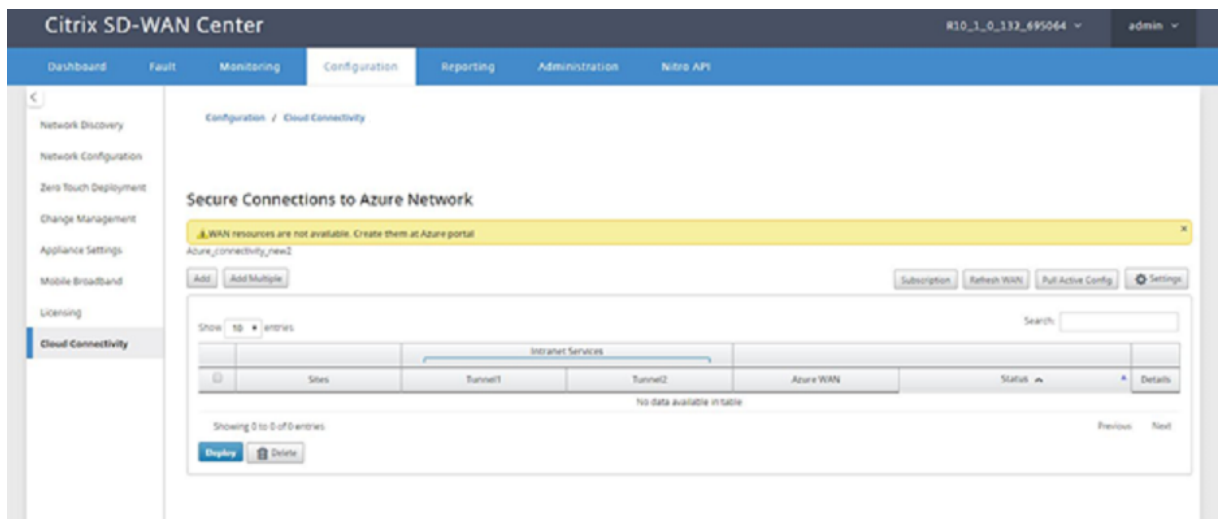 Citrix SD-WAN Center
R10_1_0_132_695064
admin
Dashboard Fault Monitoring Configuration Reporting Administration Nitro API
Configuration / Cloud Connectivity
Network Discovery
Network Configuration
Zero Touch Deployment
Change Management
Appliance Settings
Mobile Broadband
Licensing
Cloud Connectivity
Secure Connections to Azure Network
WAN resources are not available. Create them at Azure portal
Azure_connectivity_new2
Add Add Multiple Subscription Refresh WAN Pull Active Config Settings
Show 10 entries Search:
Intranet Services
Sites Tunnel1 Tunnel2 Azure WAN Status Details
No data available in table
Showing 0 to 0 of 0 entries Previous Next
Deploy Delete